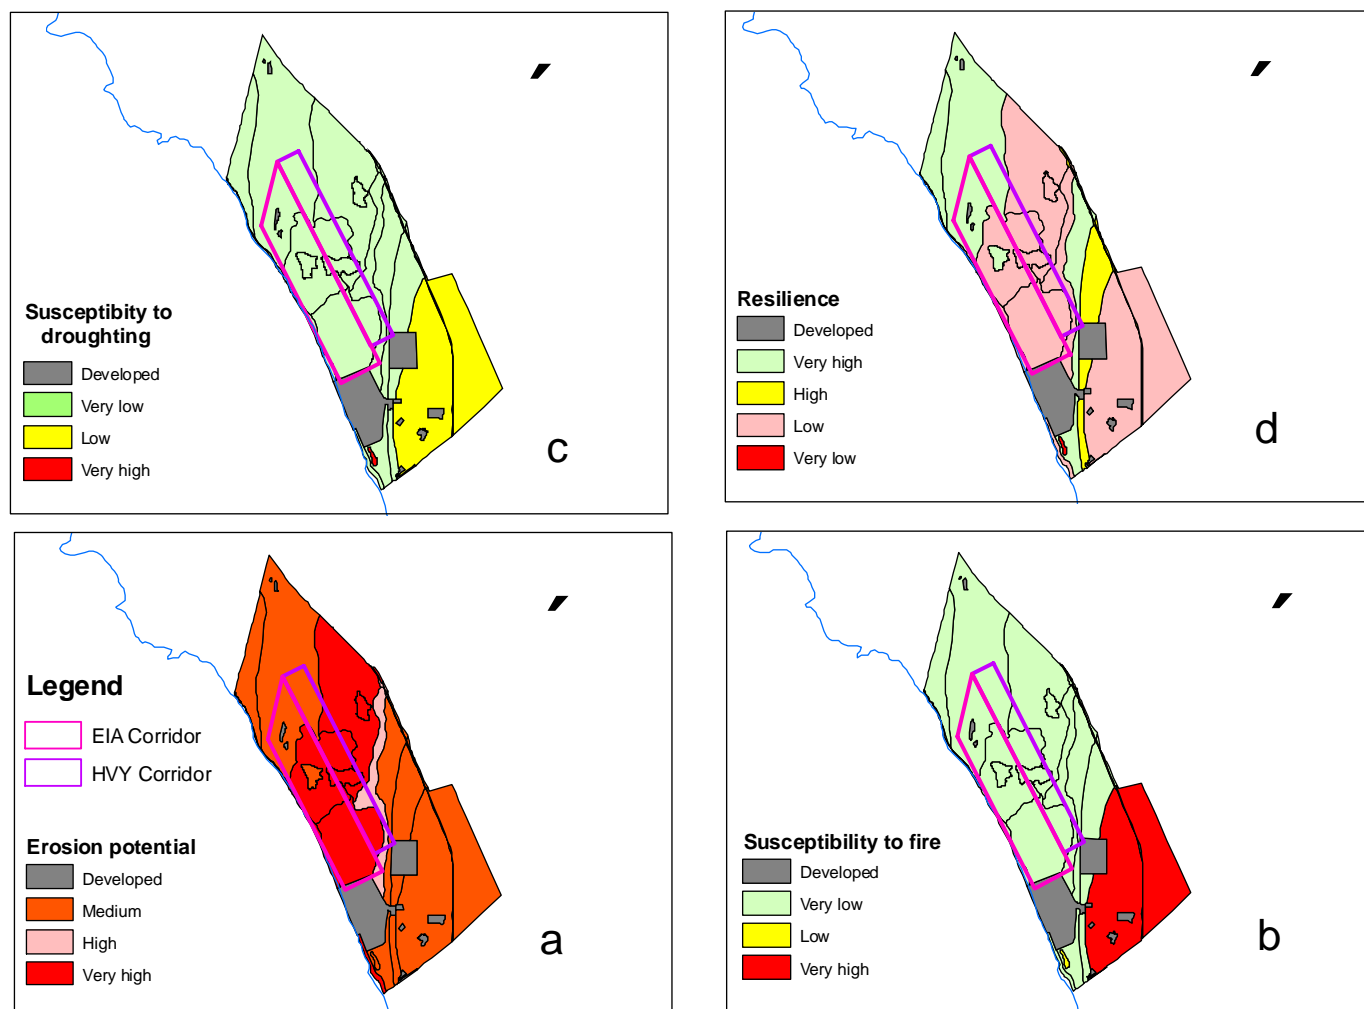 Susceptibity to
droughting
Developed
Very low
Low
Very high
c
Resilience
Developed
Very high
High
Low
Very low
d
Legend
EIA Corridor
HVY Corridor
Erosion potential
Developed
Medium
High
Very high
a
Susceptibility to fire
Developed
Very low
Low
Very high
b